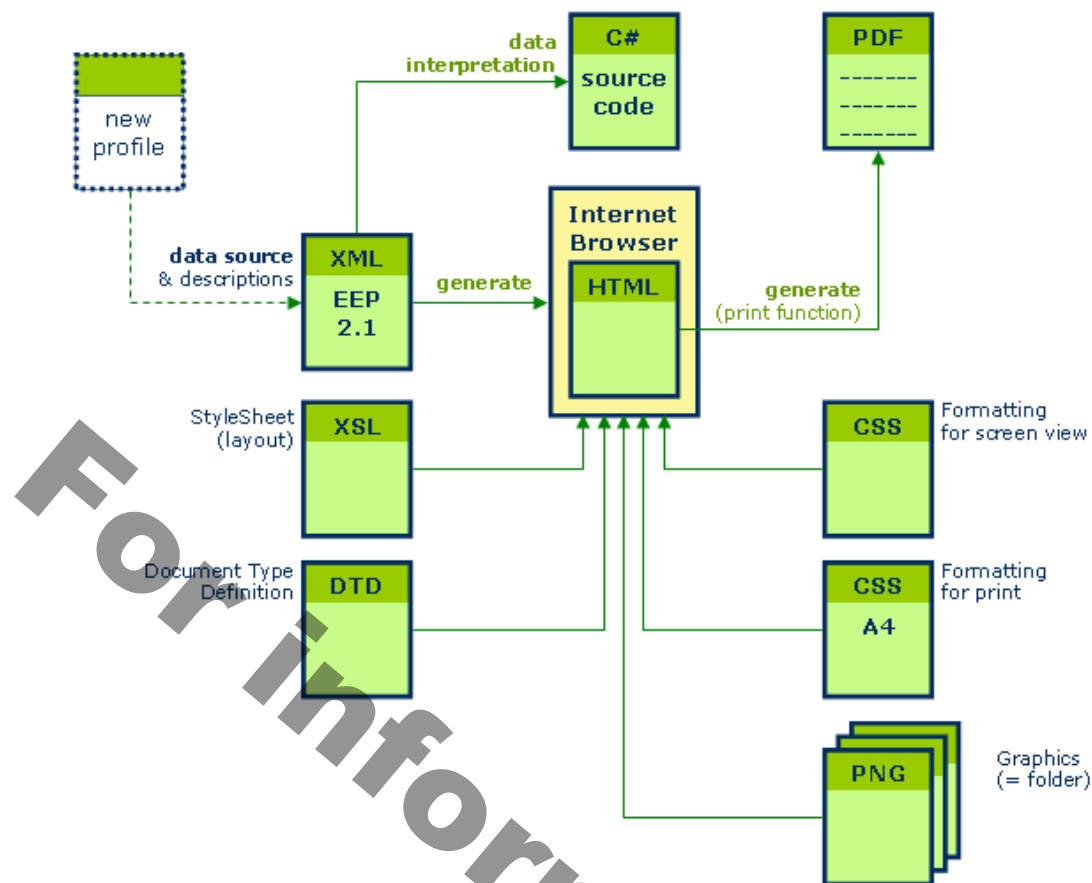 data
interpretation
C#
source
code
PDF
-------
-------
-------
new
profile
Internet
Browser
data source
& descriptions
XML
EEP
2.1
generate
HTML
generate
(print function)
StyleSheet
(layout)
XSL
CSS
Formatting
for screen view
Document Type
Definition
DTD
CSS
A4
Formatting
for print
PNG
Graphics
(= folder)
For inform